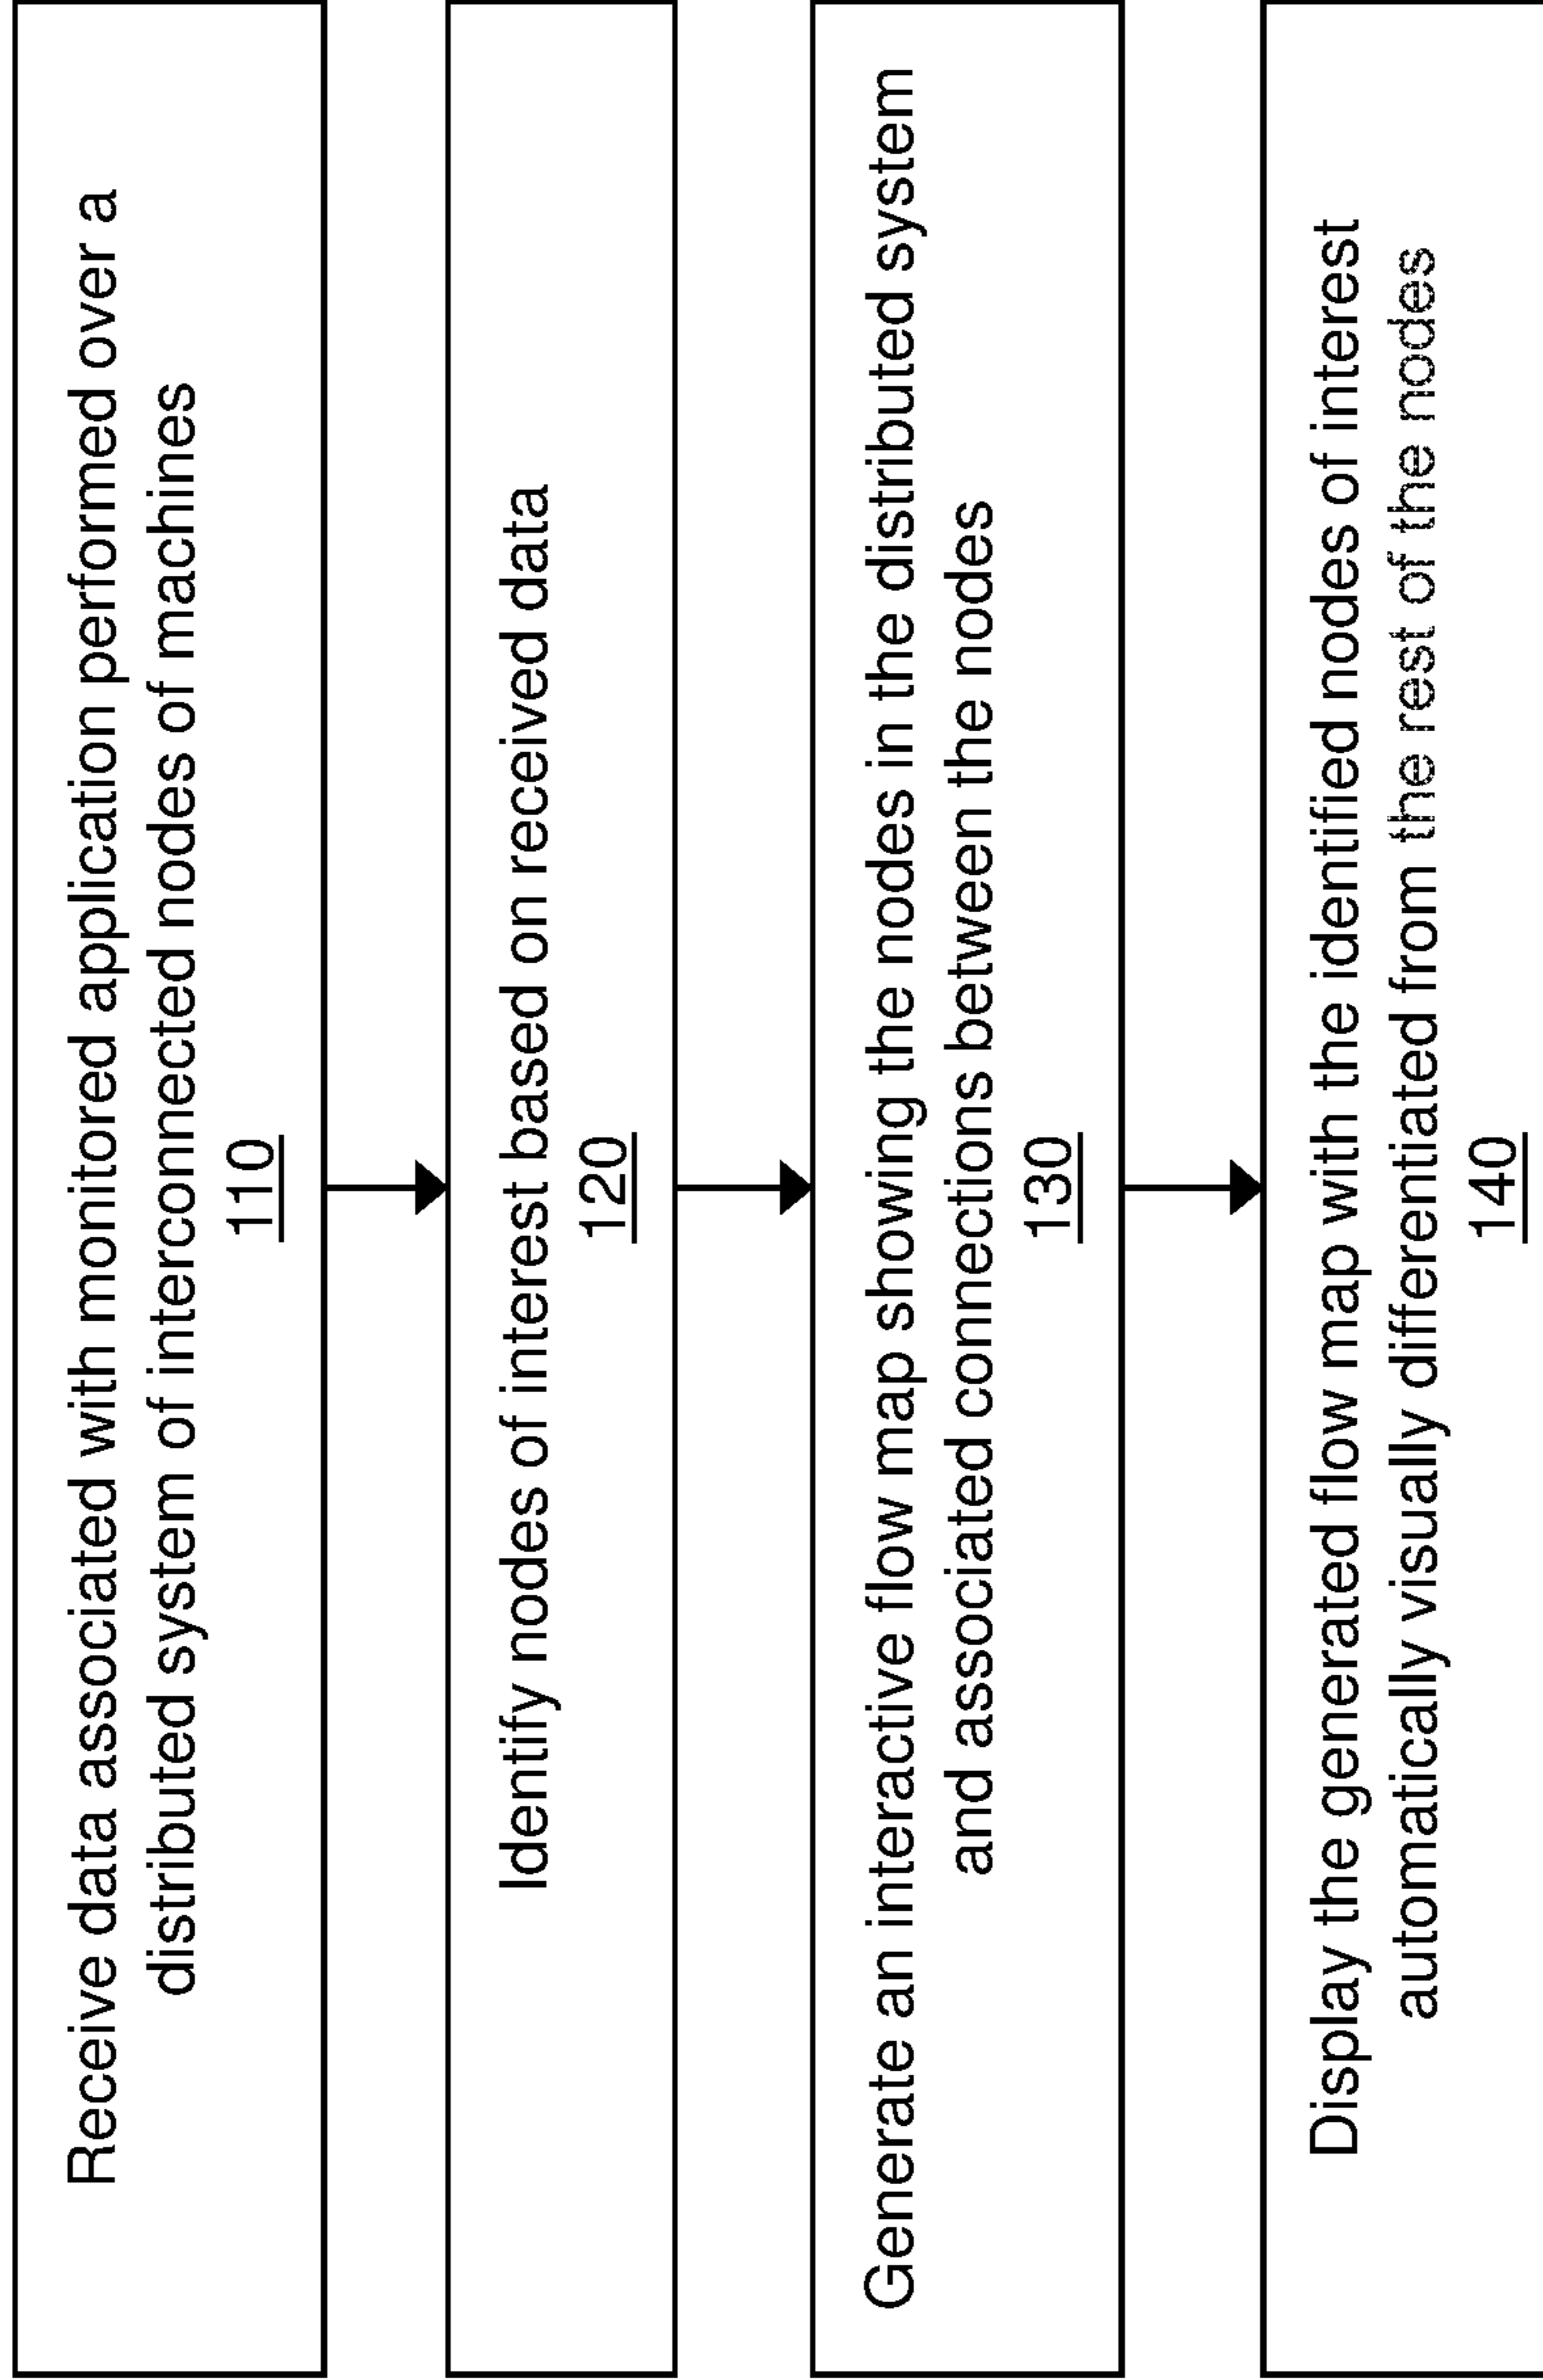 Receive data associated with monitored application performed over a
distributed system of interconnected nodes of machines
110
Identify nodes of interest based on received data
120
Generate an interactive flow map showing the nodes in the distributed system
and associated connections between the nodes
130
Display the generated flow map with the identified nodes of interest
automatically visually differentiated from the rest of the nodes
140